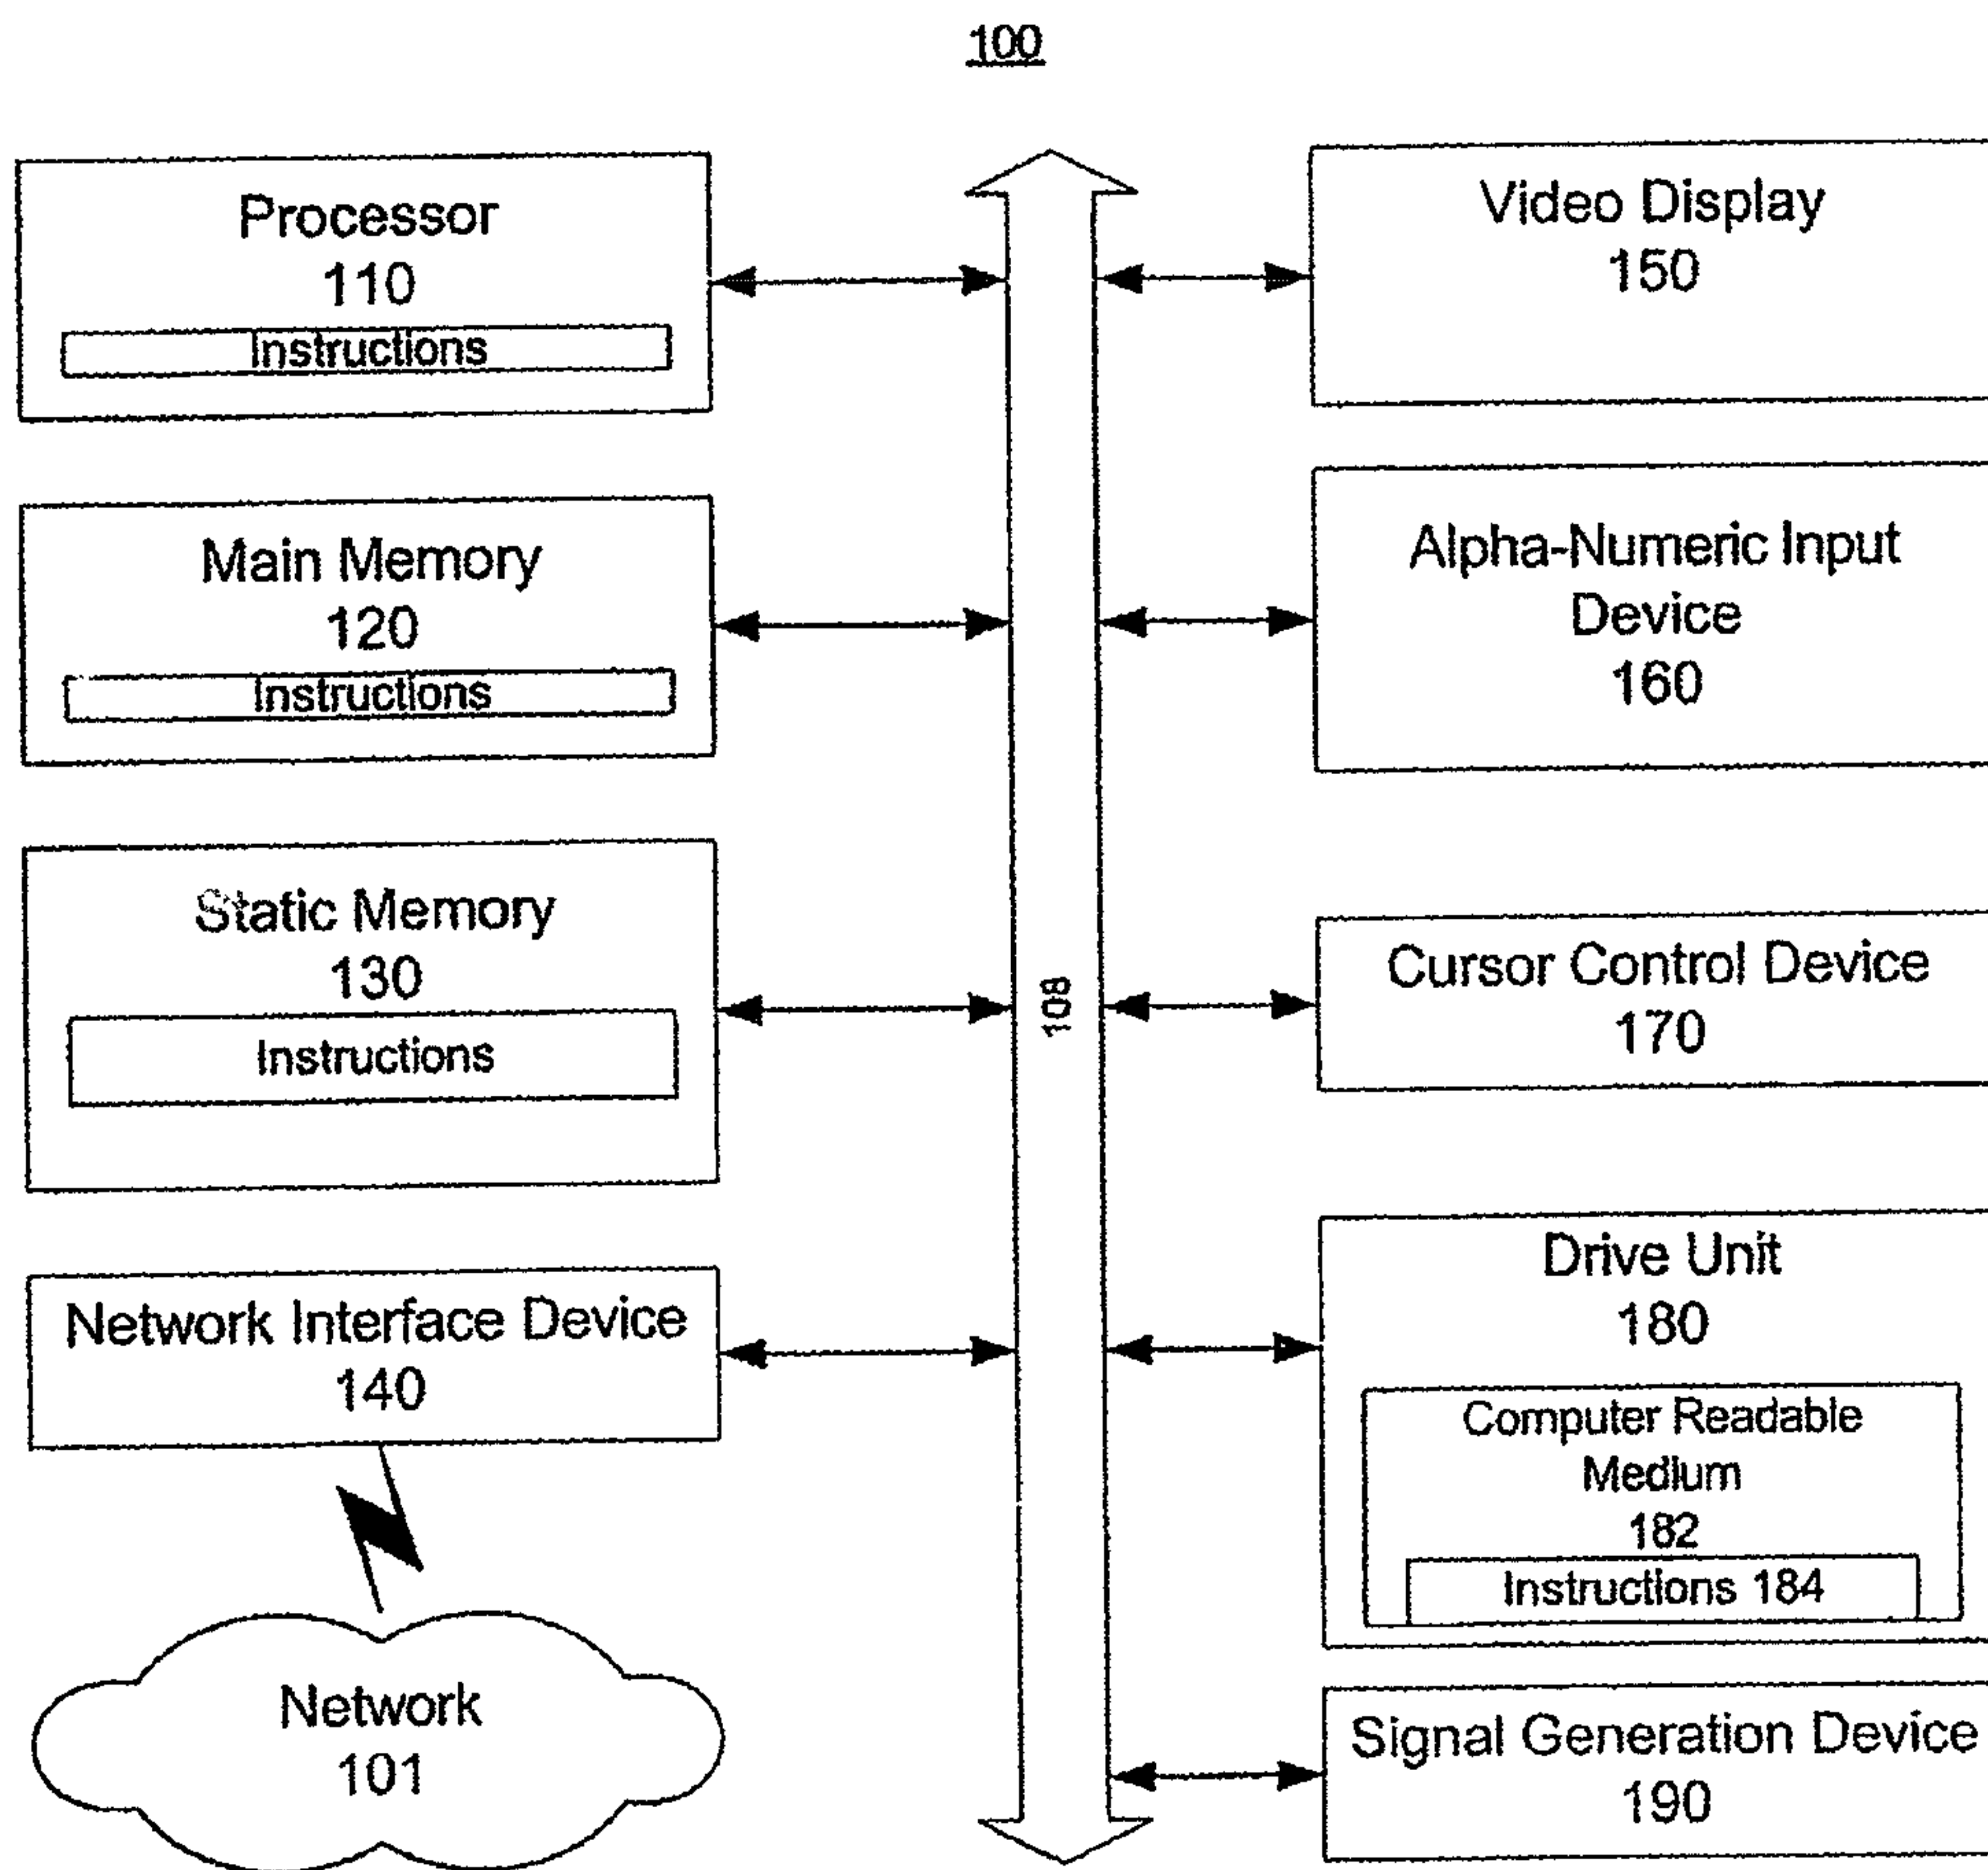 100
Processor
110
Instructions
Main Memory
120
Instructions
Static Memory
130
Instructions
Network Interface Device
140
Network
101
108
Video Display
150
Alpha-Numeric Input
Device
160
Cursor Control Device
170
Drive Unit
180
Computer Readable
Medium
182
Instructions 184
Signal Generation Device
190